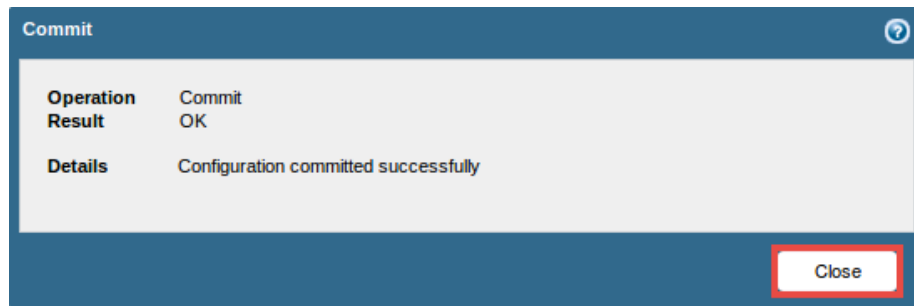 Commit
Operation Commit
Result OK
Details Configuration committed successfully
Close